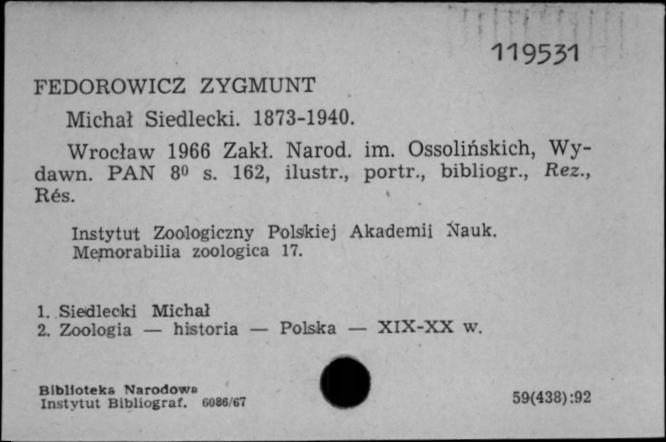 119531
FEDOROWICZ ZYGMUNT
Michał Siedlecki. 1873-1940.
Wrocław 1966 Zakł. Narod. im. Ossolińskich, Wy-
dawn. PAN 8⁰ s. 162, ilustr., portr., bibliogr., Rez.,
Rés.
Instytut Zoologiczny Polskiej Akademii Nauk.
Memorabilia zoologica 17.
1. Siedlecki Michał
2. Zoologia — historia — Polska — XIX-XX w.
Biblioteka Narodowa
Instytut Bibliograf. 6086/67
59(438):92